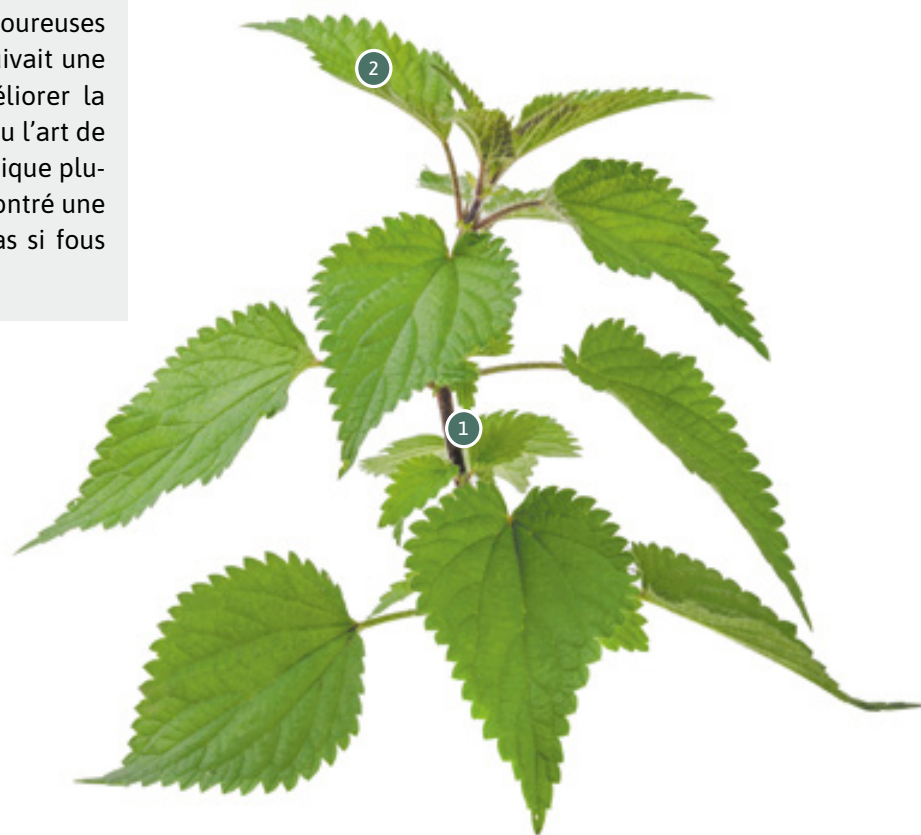 oureuses
ivait une
éliorer la
u l'art de
ique plu-
ontré une
as si fous
2
1